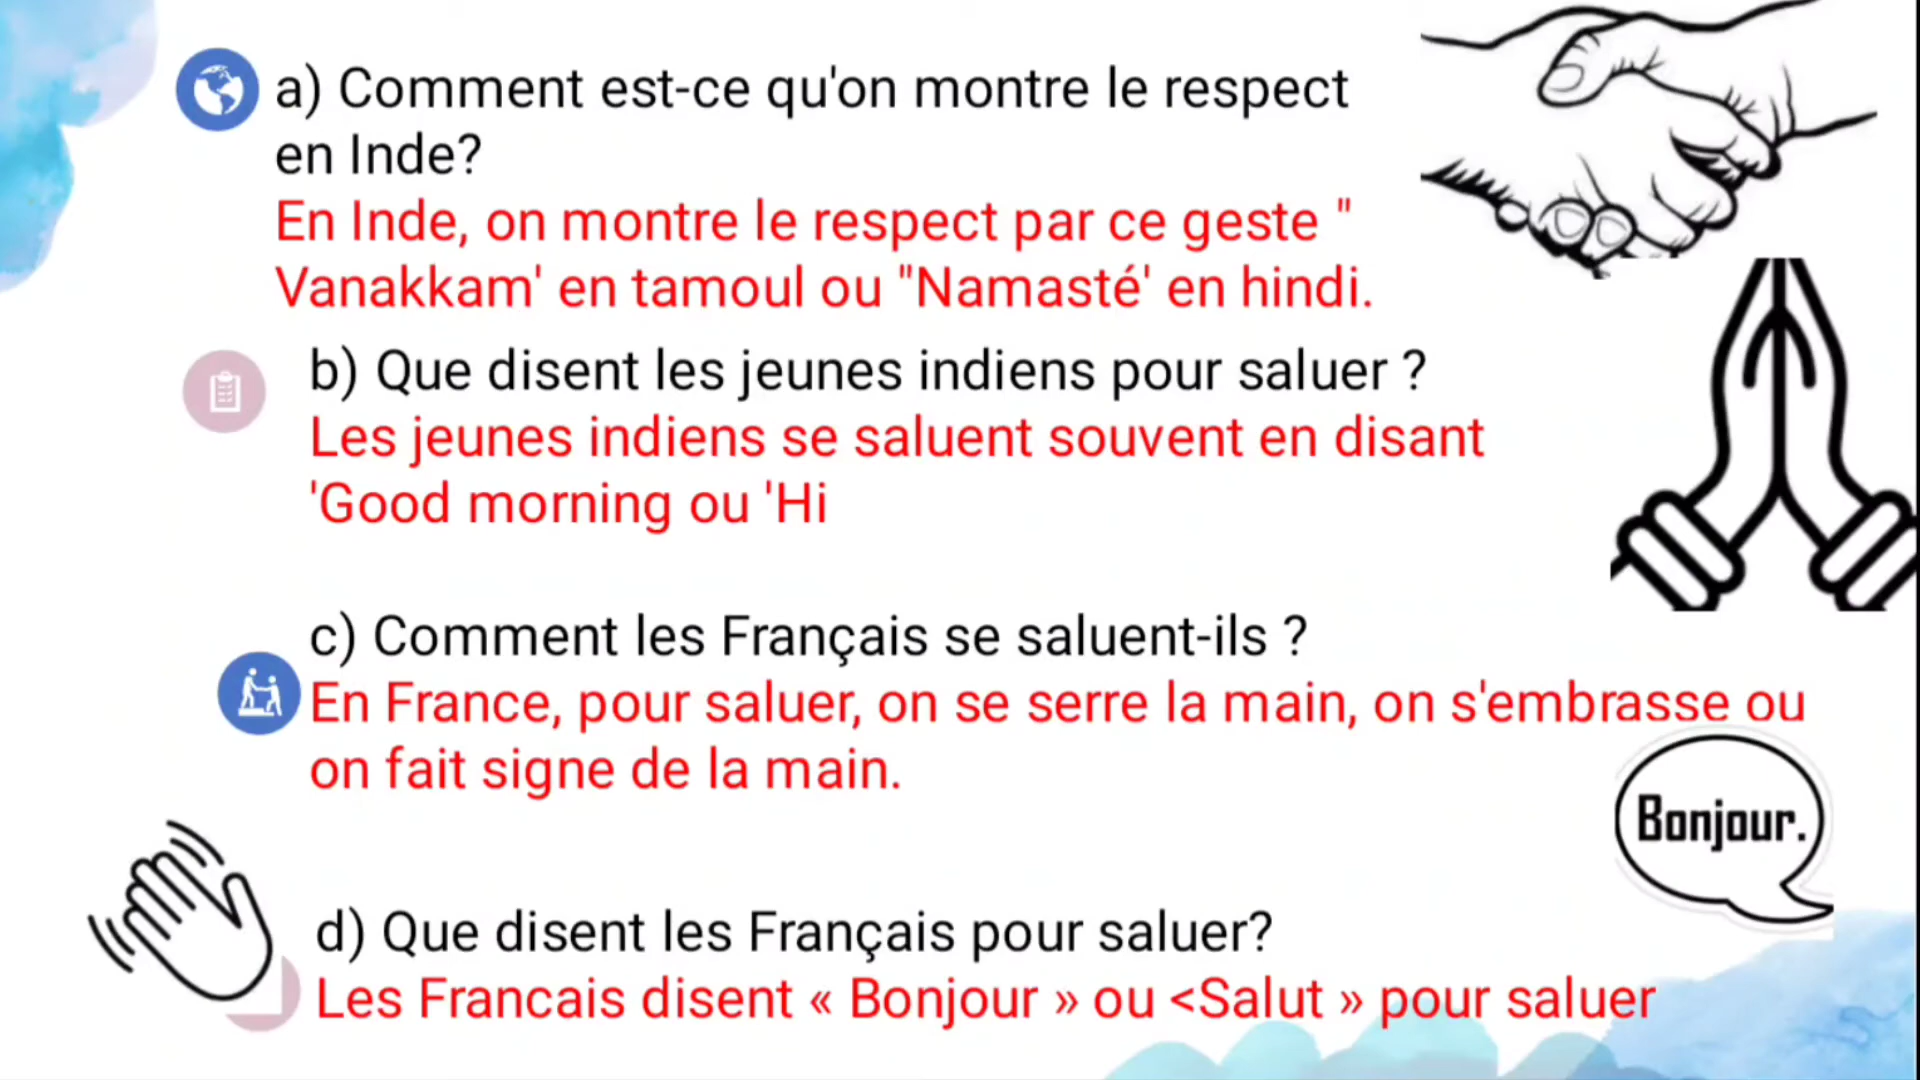 a) Comment est-ce qu'on montre le respect
en Inde?
En Inde, on montre le respect par ce geste "
Vanakkam' en tamoul ou "Namasté' en hindi.
b) Que disent les jeunes indiens pour saluer ?
Les jeunes indiens se saluent souvent en disant
'Good morning ou 'Hi
c) Comment les Français se saluent-ils ?
En France, pour saluer, on se serre la main, on s'embrasse ou
on fait signe de la main.
Bonjour.
d) Que disent les Français pour saluer?
Les Francais disent « Bonjour » ou <Salut » pour saluer